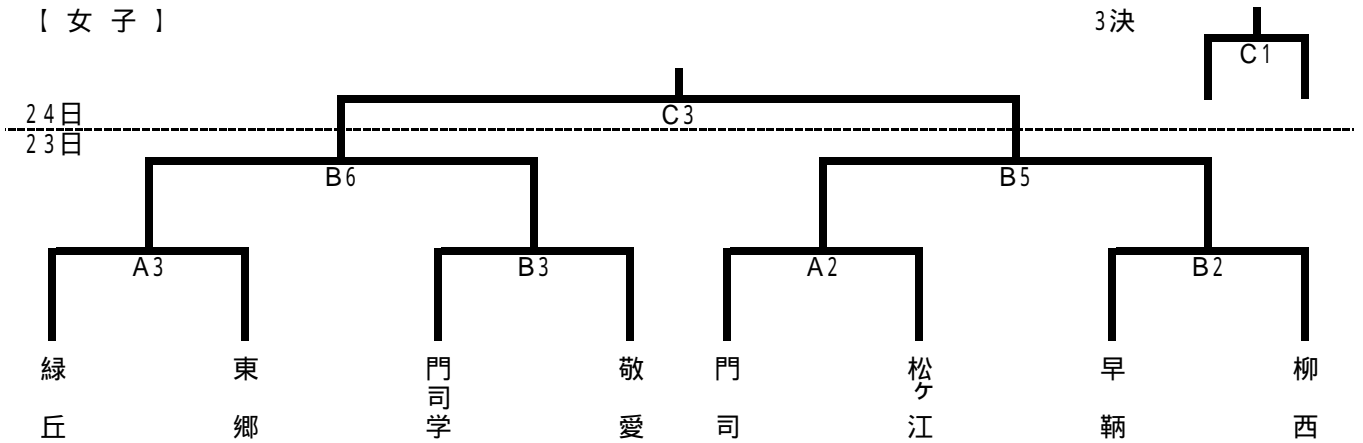 【 女 子 】
3決
C1
C3
24日
23日
B6
B5
A3
B3
A2
B2
緑丘
東郷
門司学
敬愛
門司
松ケ江
早鞆
柳西